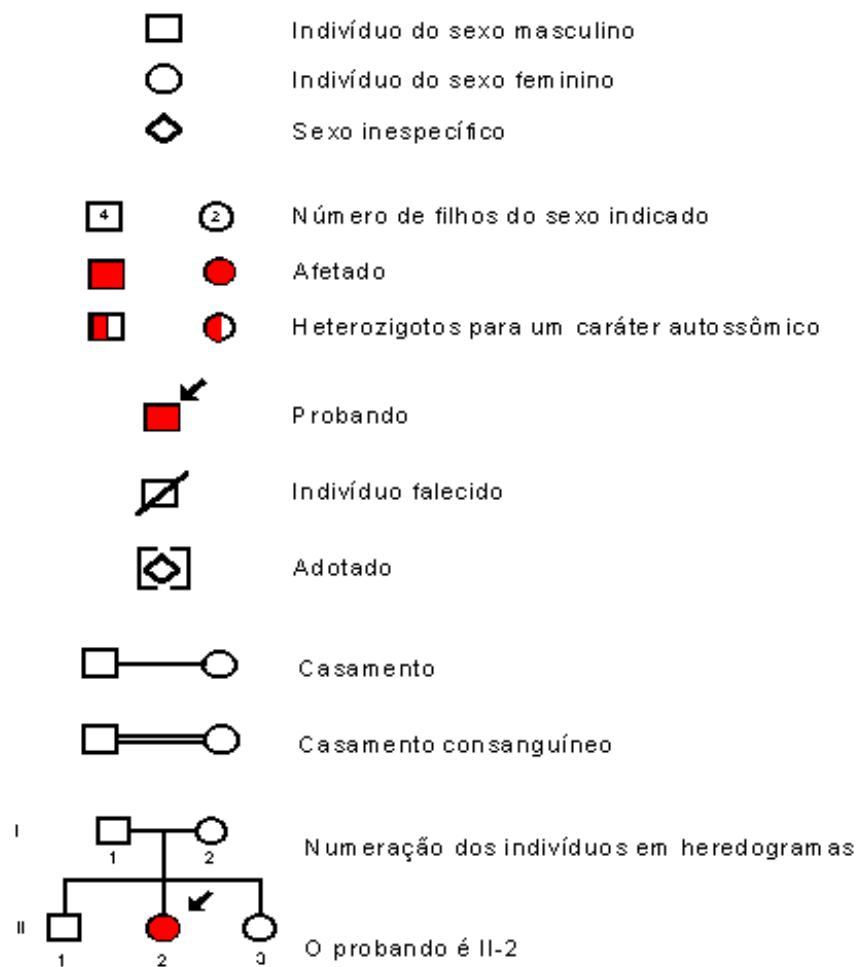 Indivíduo do sexo masculino
Indivíduo do sexo feminino
Sexo inespecífico
4 2 Número de filhos do sexo indicado
Afetado
Heterozigotos para um caráter autossômico
Probando
Indivíduo falecido
Adotado
Casamento
Casamento consanguíneo
I
1 2
Numeração dos indivíduos em heredogramas
II
1 2 3
O probando é II-2